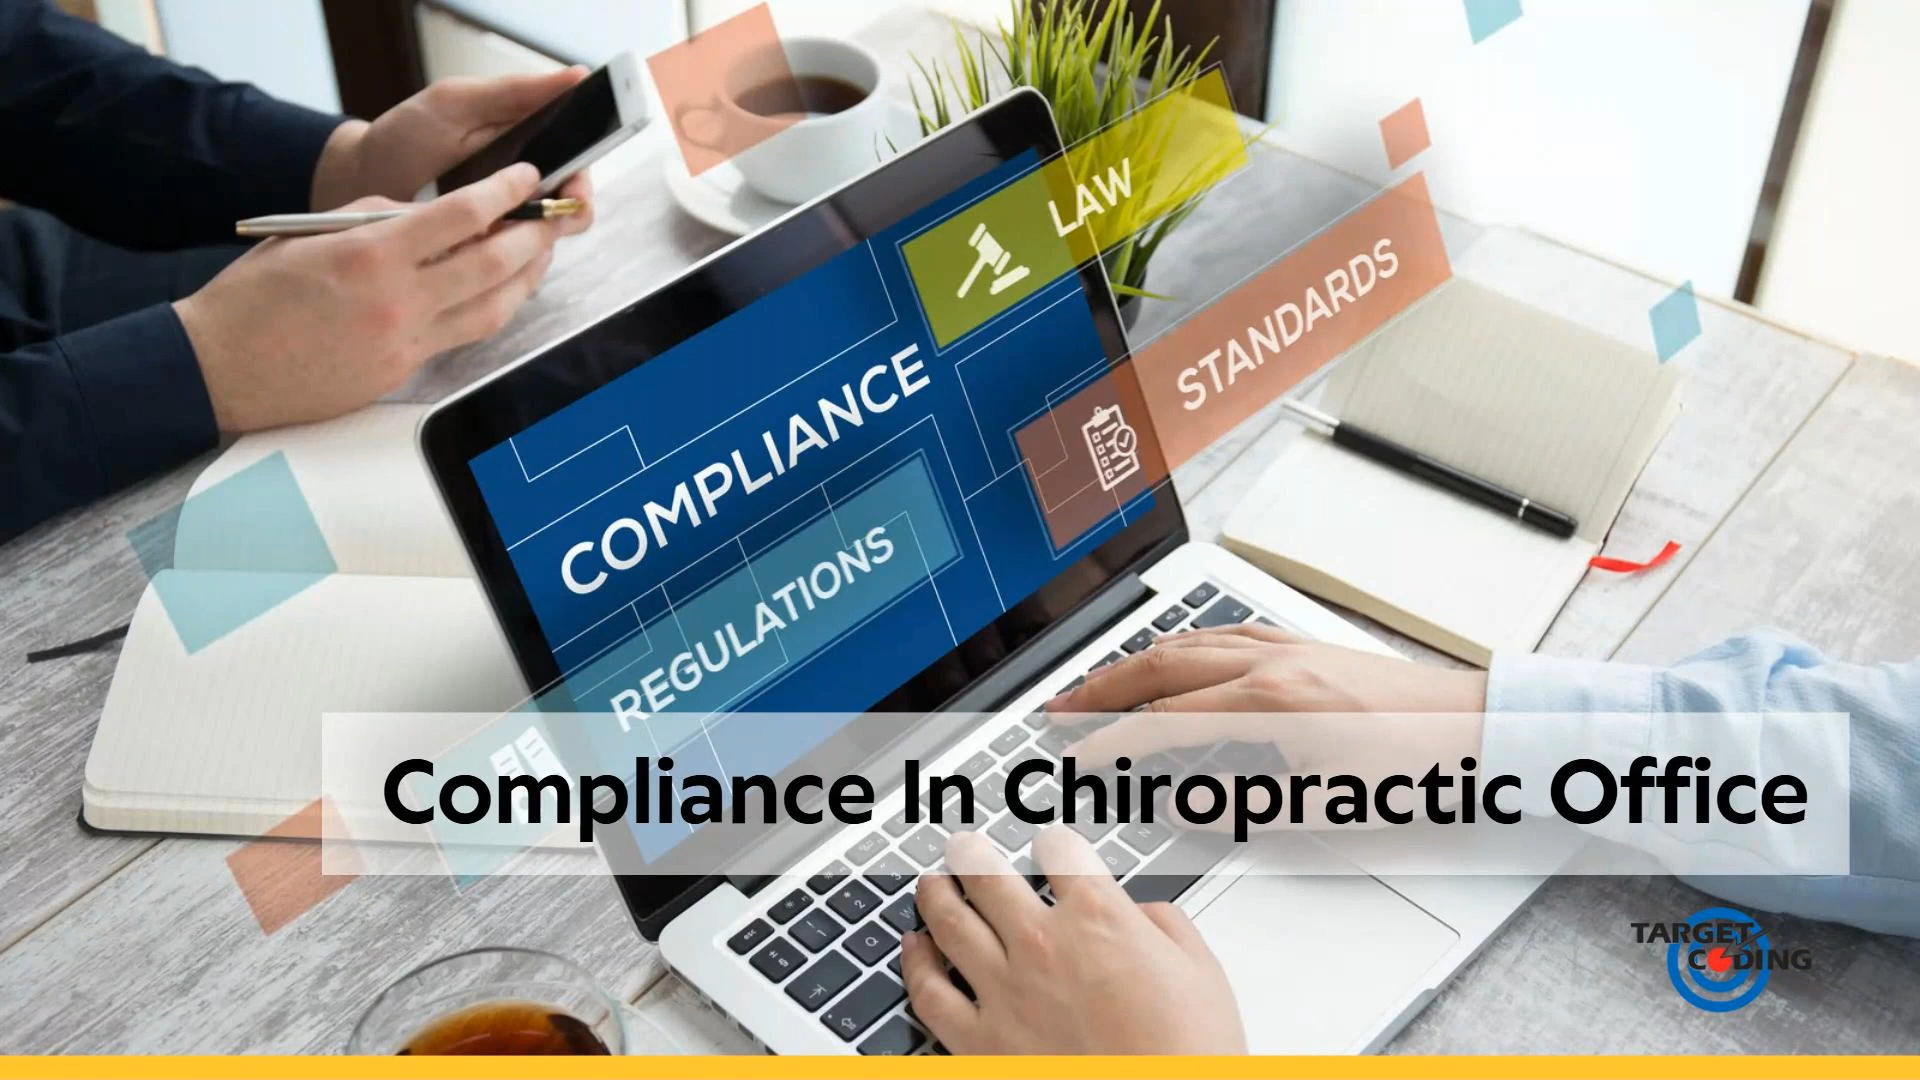 LAW
STANDARDS
COMPLIANCE
REGULATIONS
Compliance In Chiropractic Office
TARGET
CODING